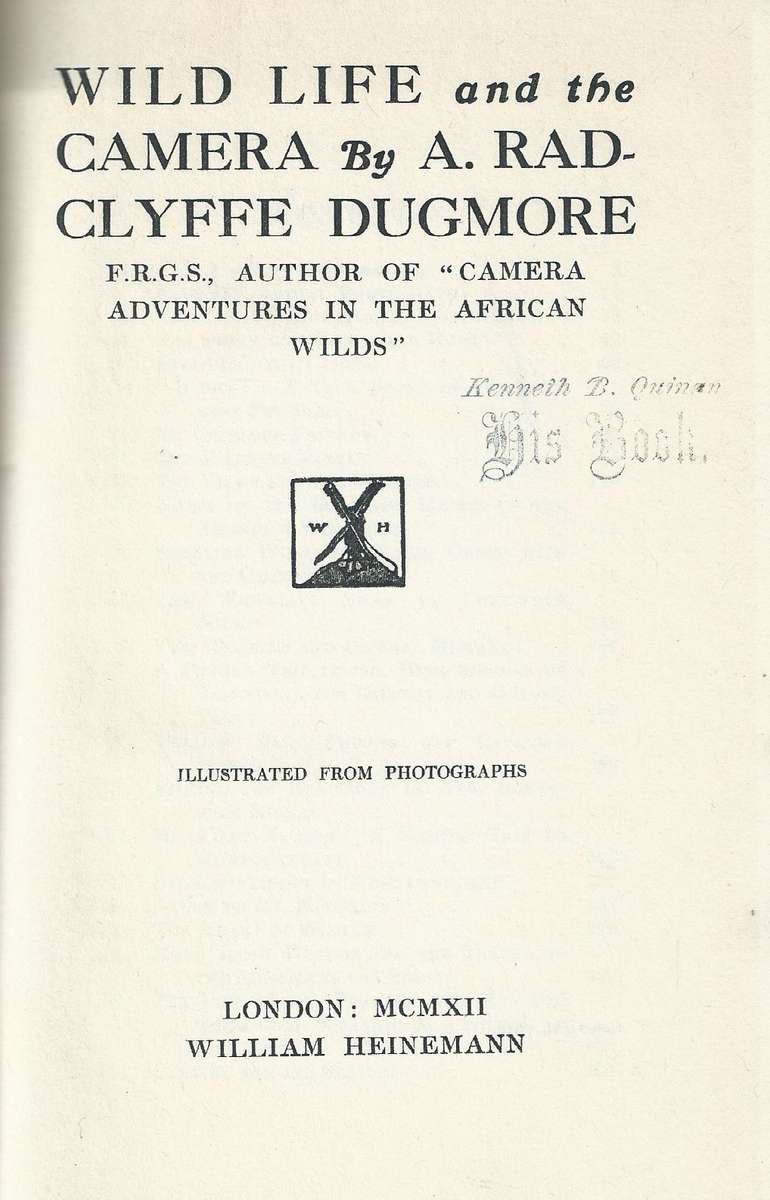 WILD LIFE and the
CAMERA By A. RAD-
CLYFFE DUGMORE
F.R.G.S., AUTHOR OF "CAMERA
ADVENTURES IN THE AFRICAN
WILDS"
Kenneth B. Quinan
His Book.
W H
ILLUSTRATED FROM PHOTOGRAPHS
LONDON: MCMXII
WILLIAM HEINEMANN